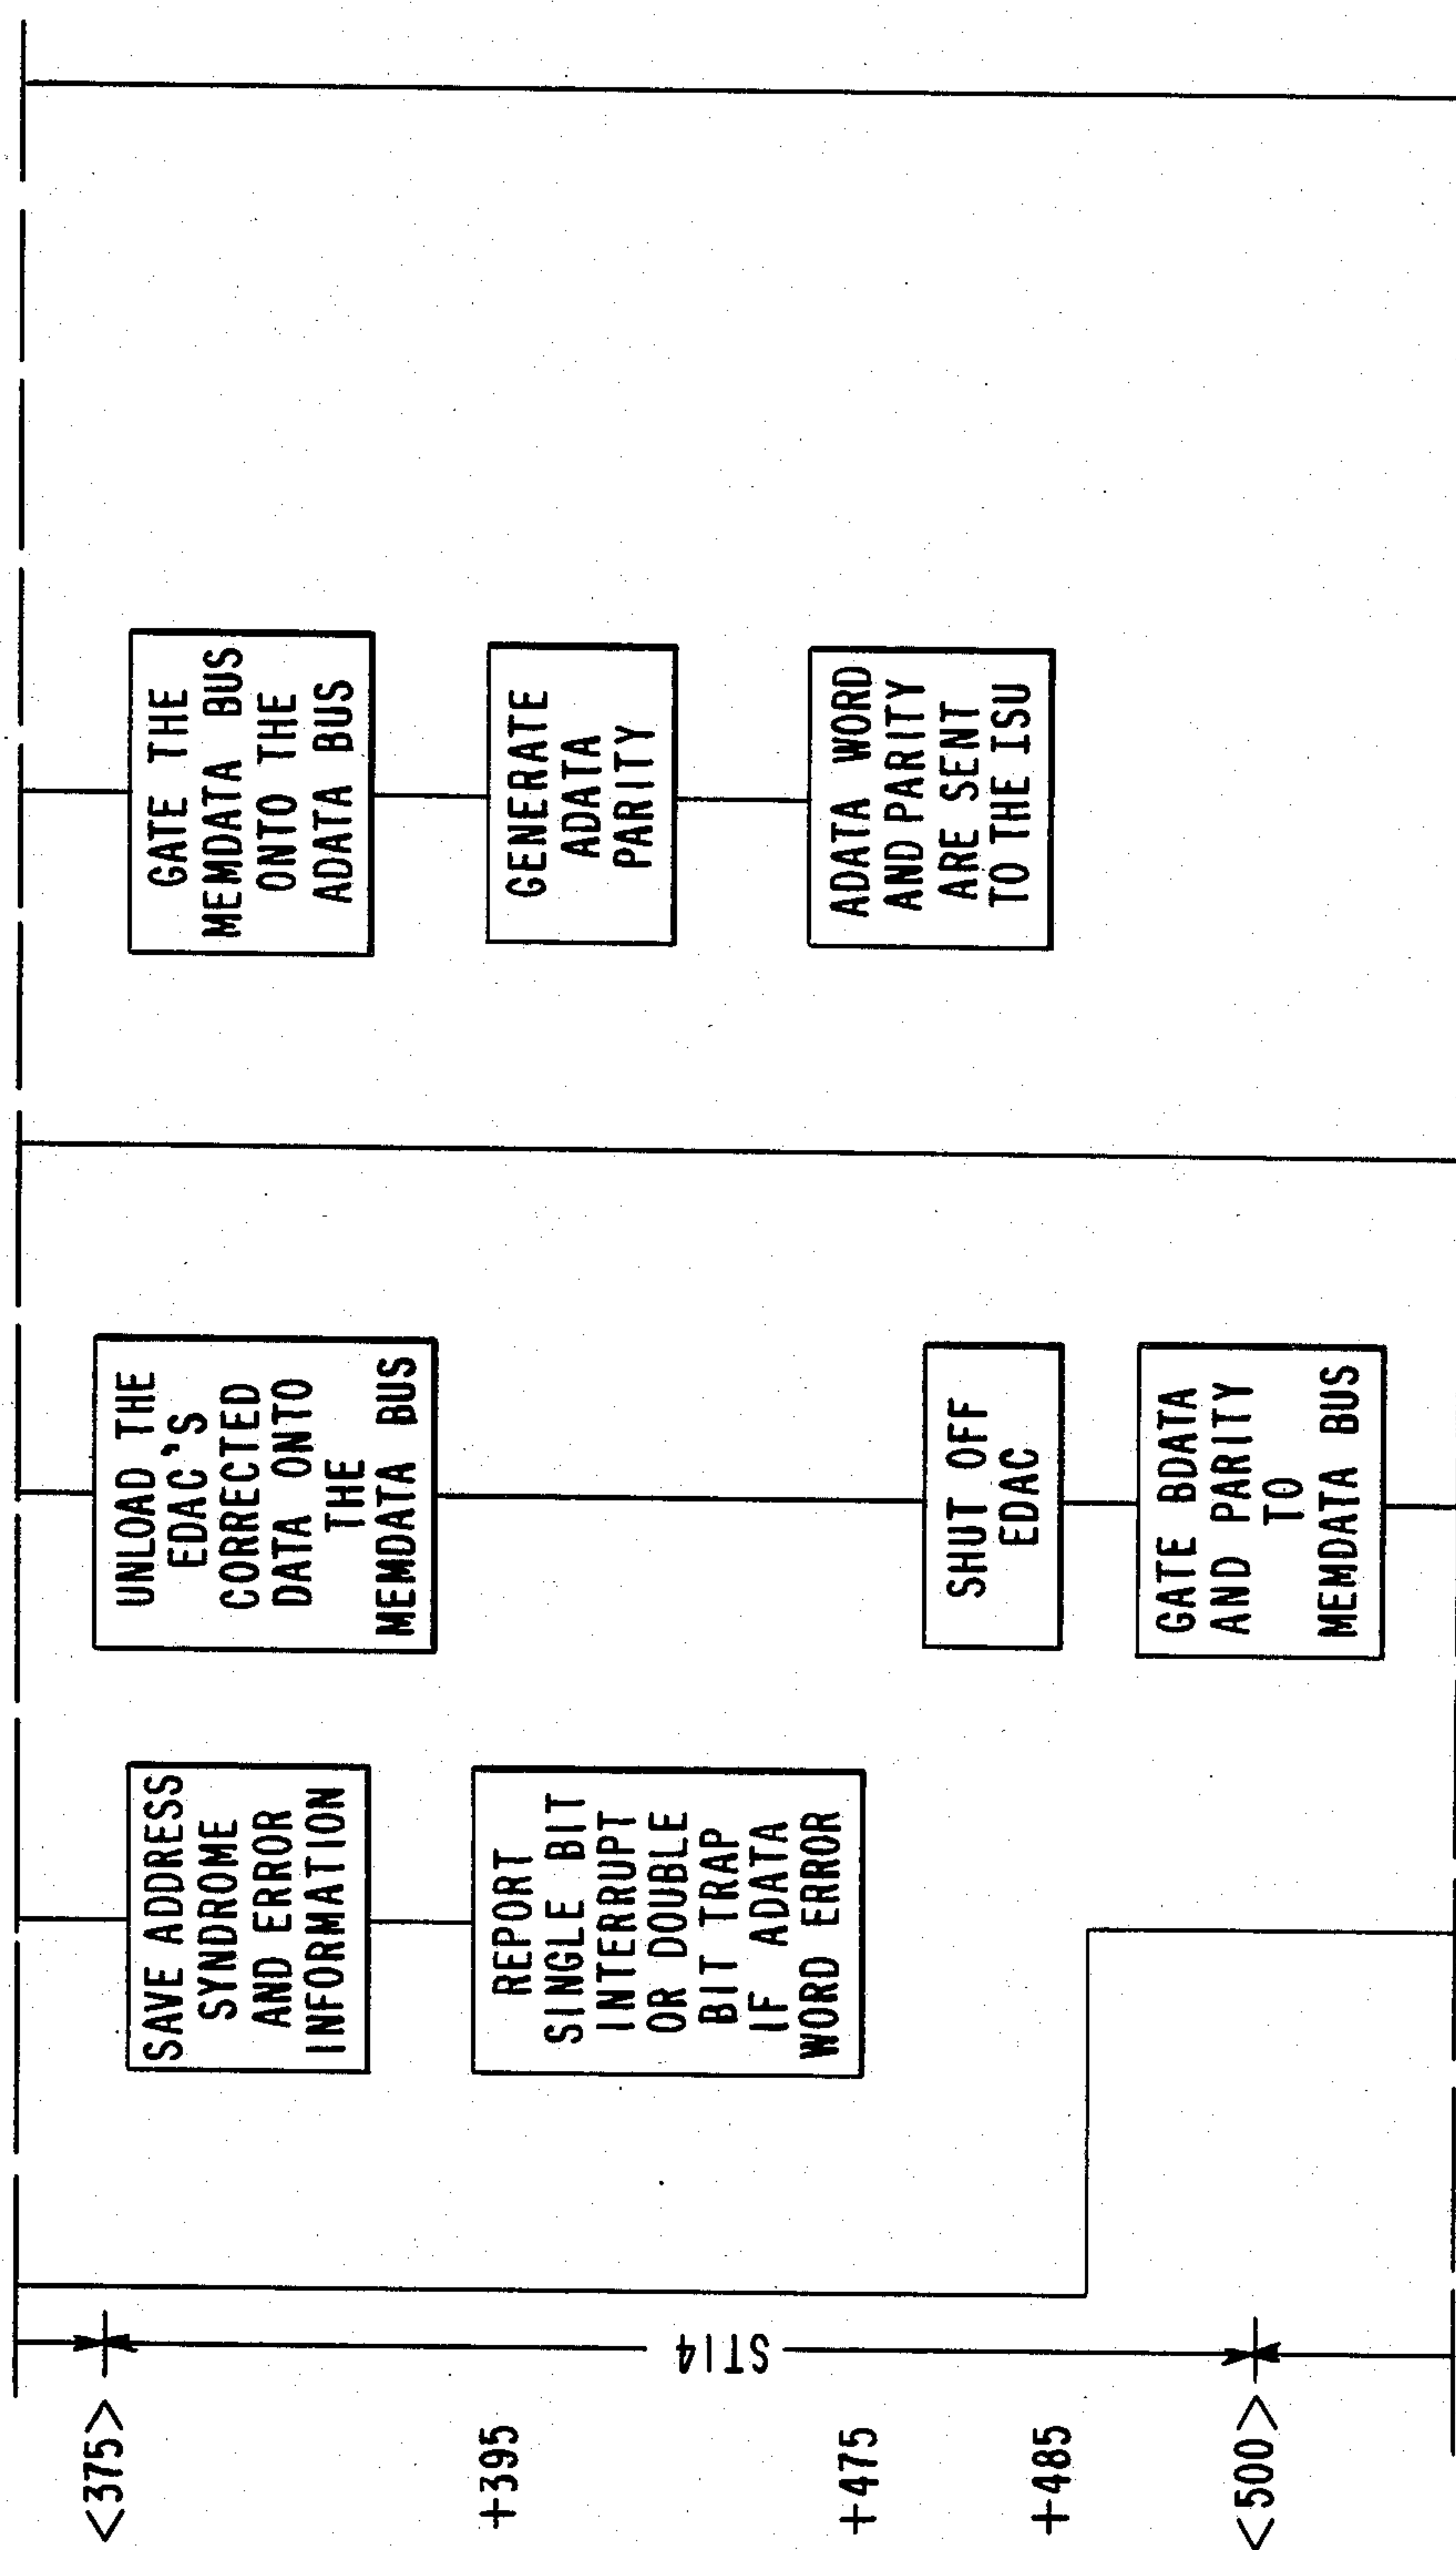 <375>
+395
+475
+485
<500>
ST14
SAVE ADDRESS
SYNDROME
AND ERROR
INFORMATION
REPORT
SINGLE BIT
INTERRUPT
OR DOUBLE
BIT TRAP
IF ADATA
WORD ERROR
UNLOAD THE
EDAC'S
CORRECTED
DATA ONTO
THE
MEMDATA BUS
SHUT OFF
EDAC
GATE BDATA
AND PARITY
TO
MEMDATA BUS
GATE THE
MEMDATA BUS
ONTO THE
ADATA BUS
GENERATE
ADATA
PARITY
ADATA WORD
AND PARITY
ARE SENT
TO THE ISU